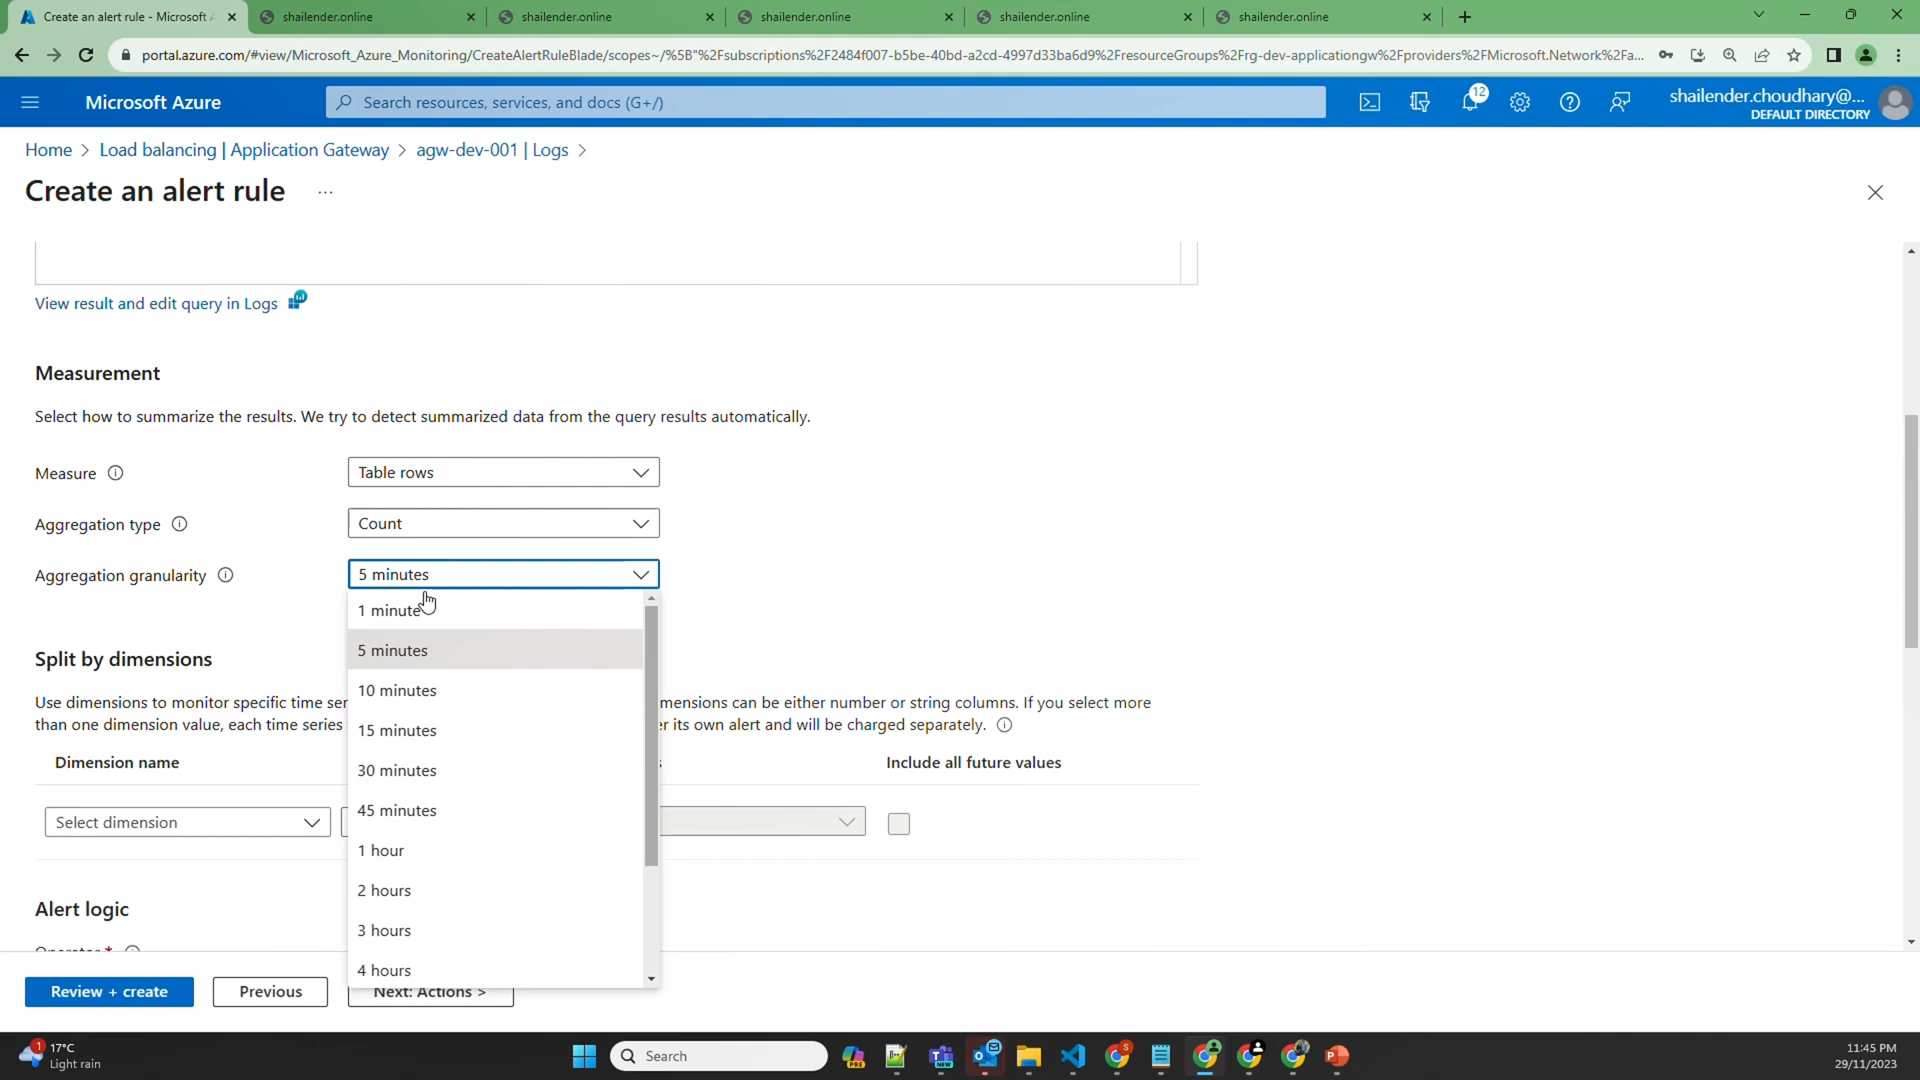 Create an alert rule - Microsoft A
shailender.online
shailender.online
shailender.online
shailender.online
shailender.online
portal.azure.com/#view/Microsoft_Azure_Monitoring/CreateAlertRuleBlade/scopes~/%5B"%2Fsubscriptions%2F2484f007-b5be-40bd-a2cd-4997d33ba6d9%2FresourceGroups%2Frg-dev-applicationgw%2Fproviders%2FMicrosoft.Network%2Fa...
Microsoft Azure
Search resources, services, and docs (G+/)
12
shailender.choudhary@...
DEFAULT DIRECTORY
Home > Load balancing | Application Gateway > agw-dev-001 | Logs >
Create an alert rule ...
View result and edit query in Logs
Measurement
Select how to summarize the results. We try to detect summarized data from the query results automatically.
Measure
Table rows
Aggregation type
Count
Aggregation granularity
5 minutes
1 minute
5 minutes
10 minutes
15 minutes
30 minutes
45 minutes
1 hour
2 hours
3 hours
4 hours
Split by dimensions
Use dimensions to monitor specific time ser mensions can be either number or string columns. If you select more
than one dimension value, each time series er its own alert and will be charged separately.
Dimension name
Include all future values
Select dimension
Alert logic
Operator *
Review + create
Previous
Next: Actions >
1
17°C
Light rain
Search
PRE
NEW
S
11:45 PM
29/11/2023